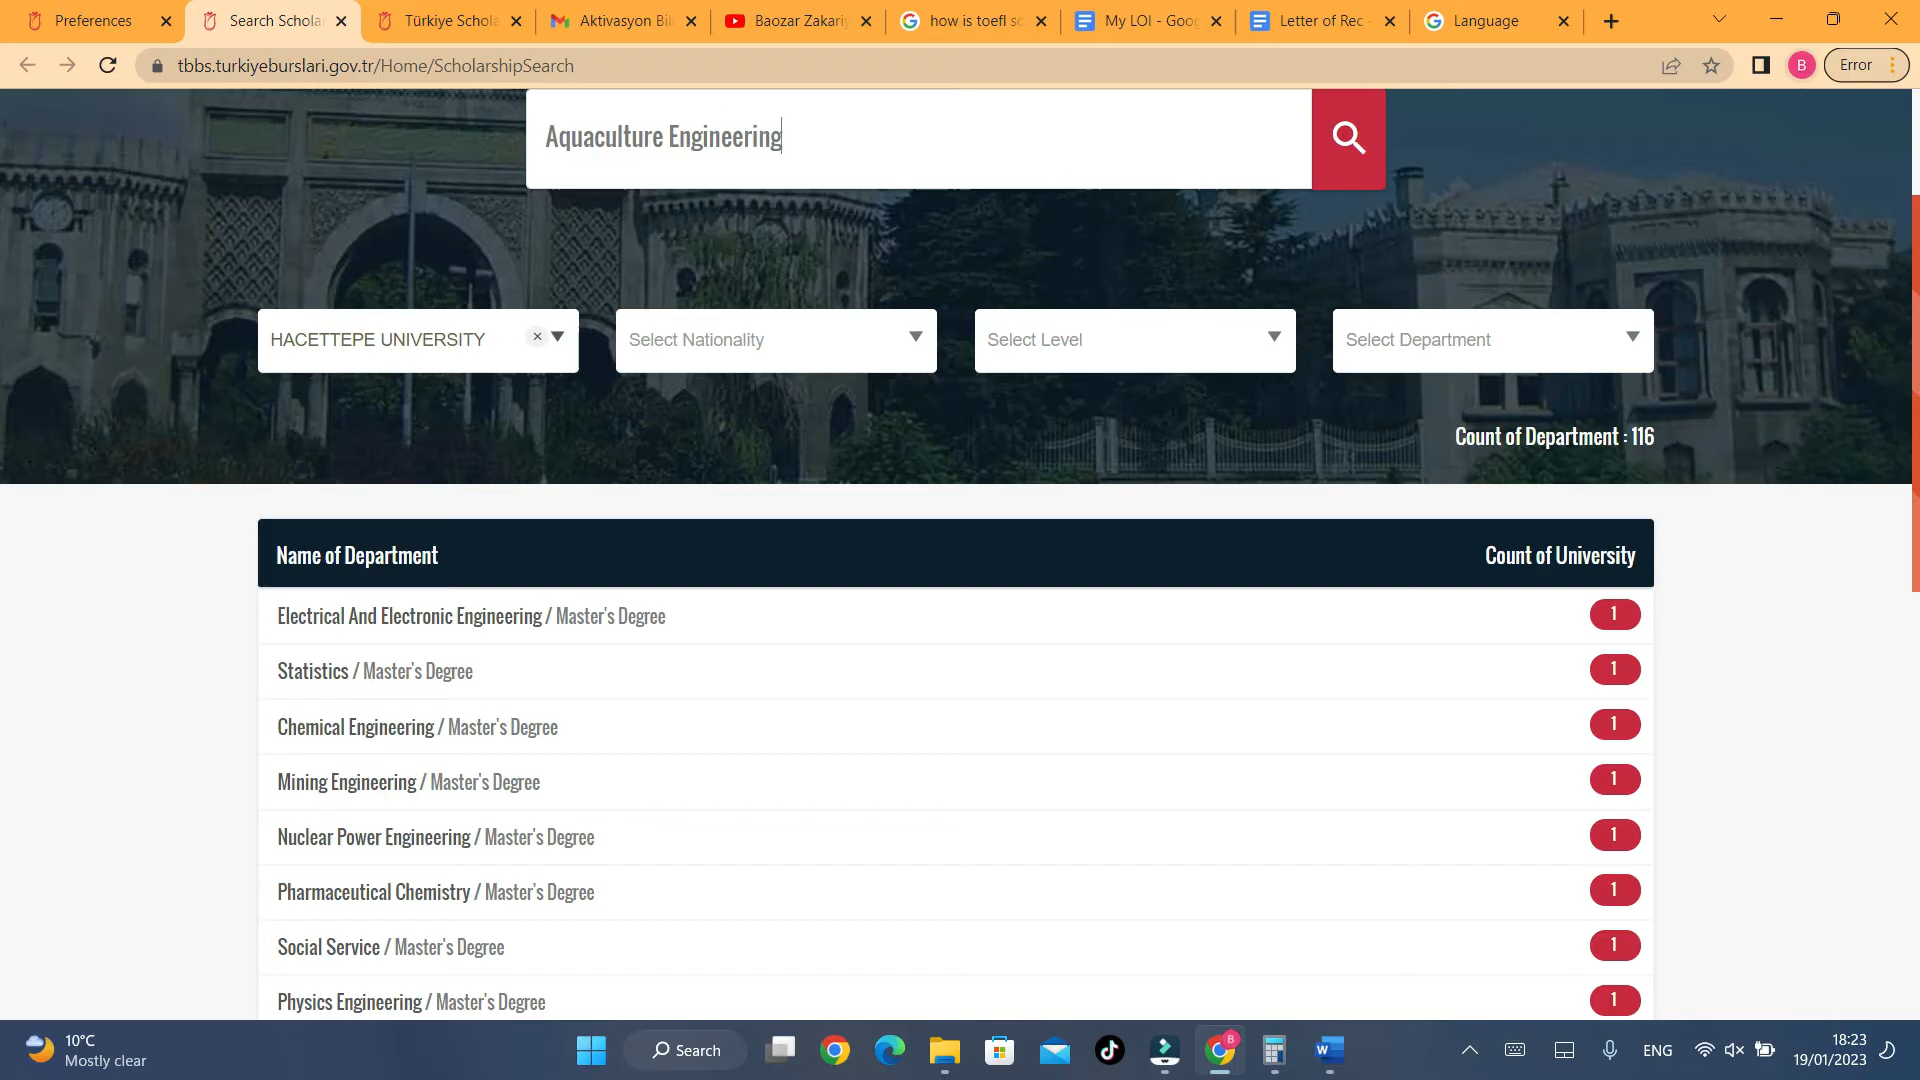 Preferences
Search Schola
Türkiye Schola
Aktivasyon Bil
Baozar Zakariy
how is toefl sc
My LOI - Goog
Letter of Rec -
Language
tbbs.turkiyeburslari.gov.tr/Home/ScholarshipSearch
B
Error
Aquaculture Engineering
HACETTEPE UNIVERSITY
Select Nationality
Select Level
Select Department
Count of Department : 116
Name of Department
Count of University
Electrical And Electronic Engineering / Master's Degree
1
Statistics / Master's Degree
1
Chemical Engineering / Master's Degree
1
Mining Engineering / Master's Degree
1
Nuclear Power Engineering / Master's Degree
1
Pharmaceutical Chemistry / Master's Degree
1
Social Service / Master's Degree
1
Physics Engineering / Master's Degree
1
10°C
Mostly clear
Search
B
W
ENG
18:23
19/01/2023